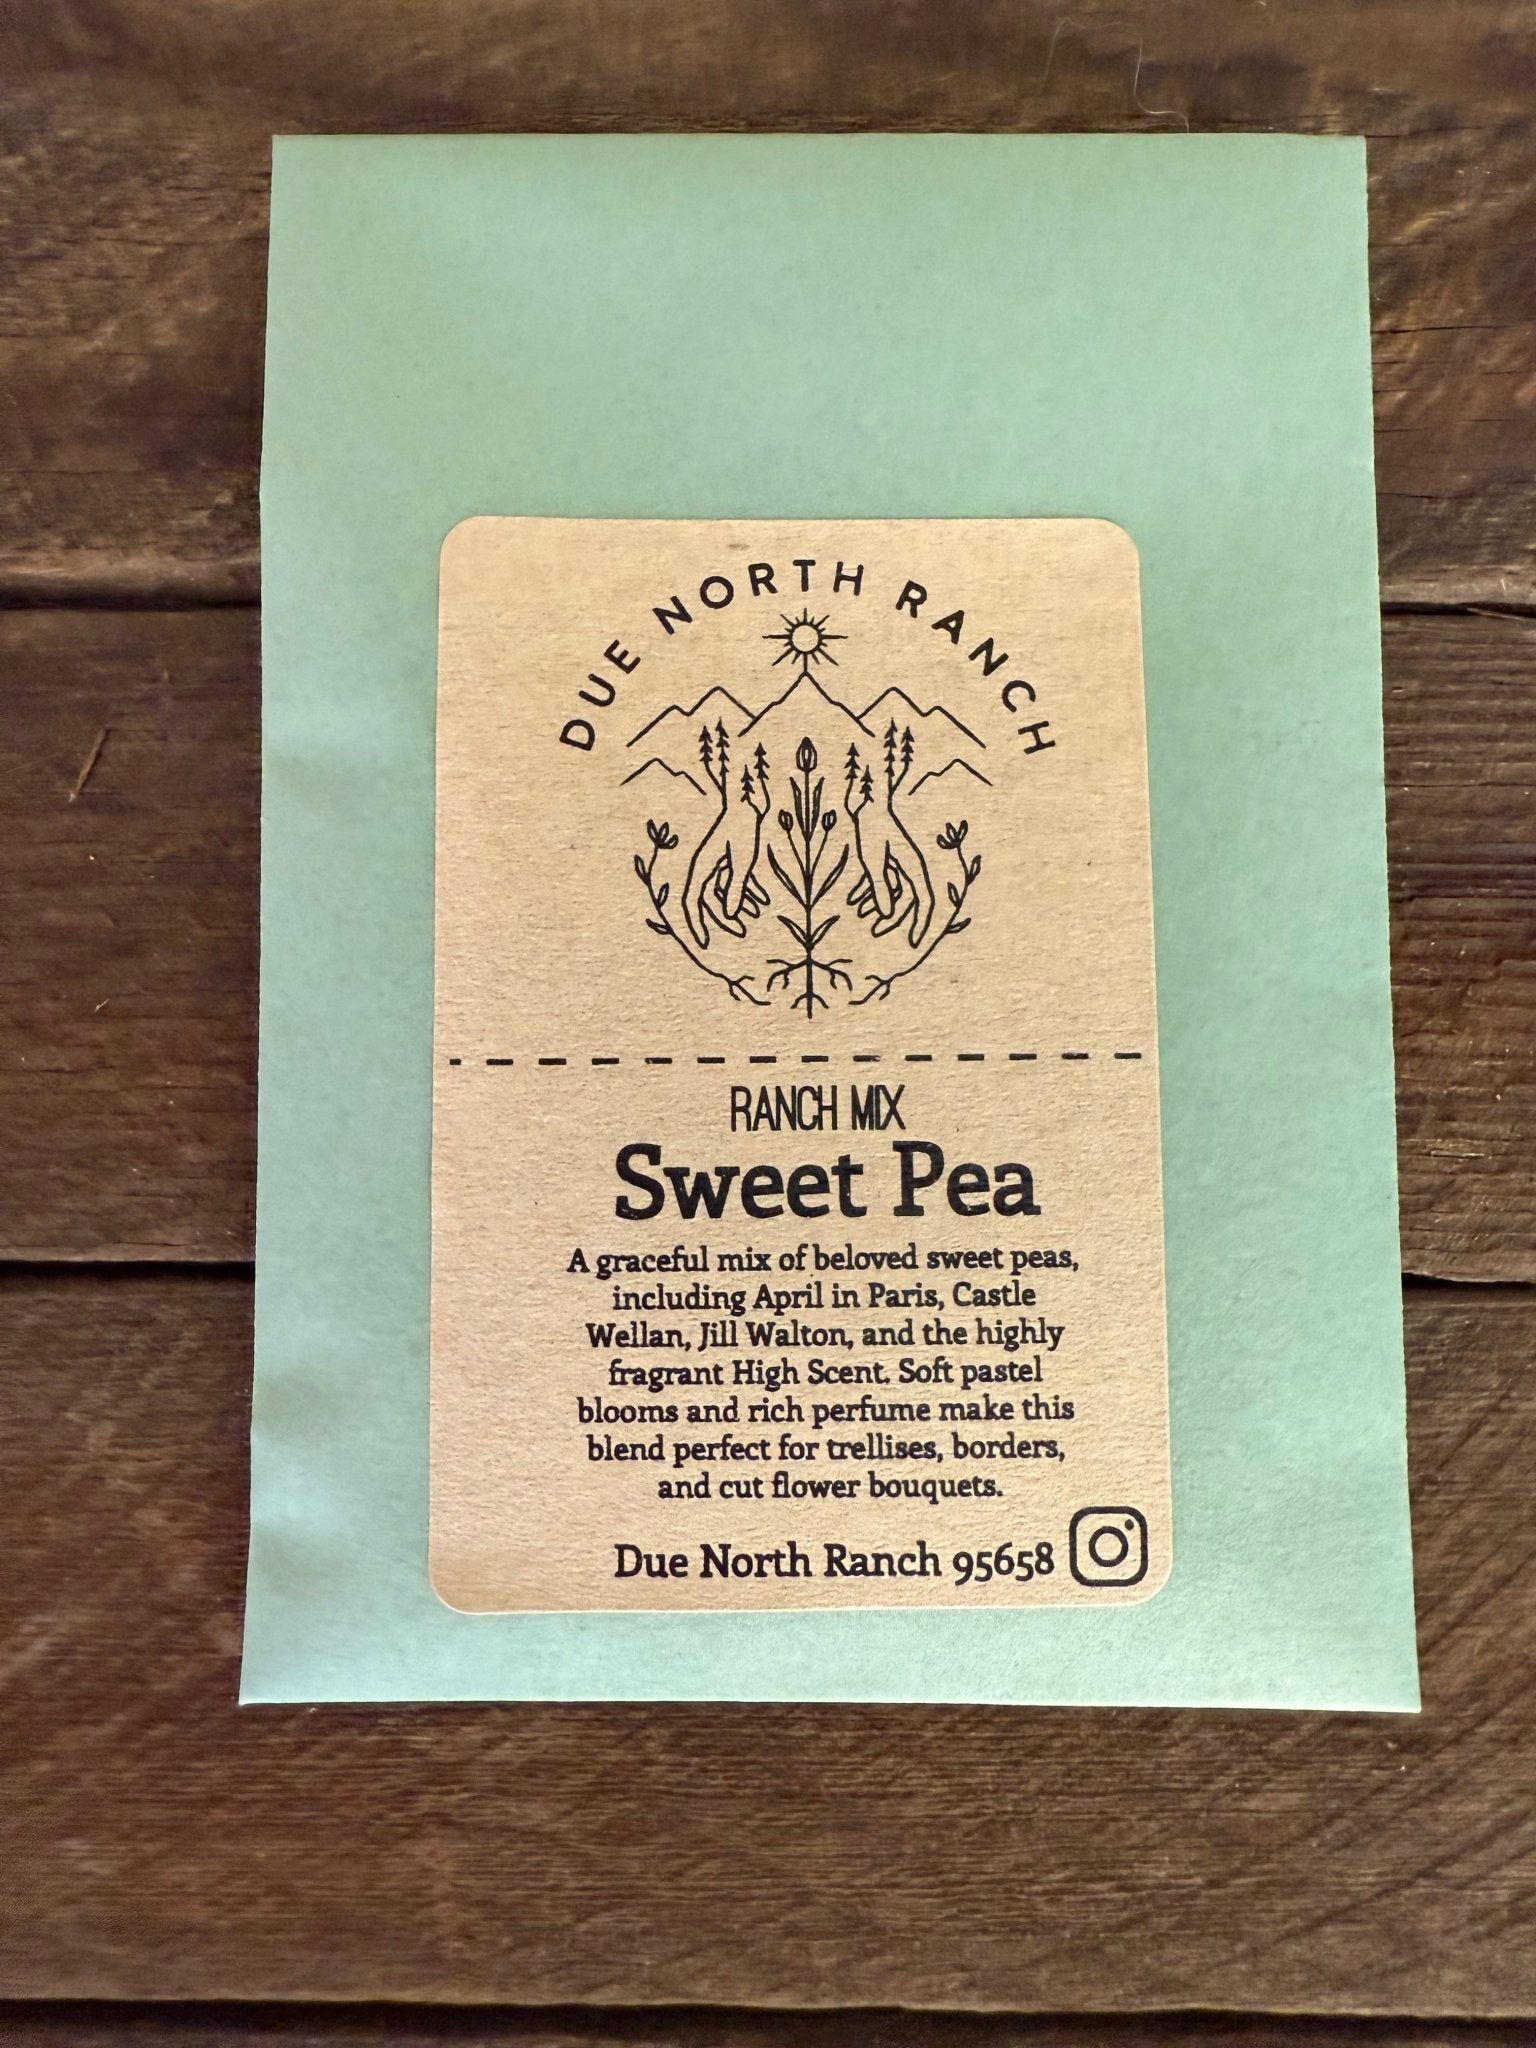 DUE NORTH RANCH
RANCH MIX
Sweet Pea
A graceful mix of beloved sweet peas,
including April in Paris, Castle
Wellan, Jill Walton, and the highly
fragrant High Scent. Soft pastel
blooms and rich perfume make this
blend perfect for trellises, borders,
and cut flower bouquets.
Due North Ranch 95658